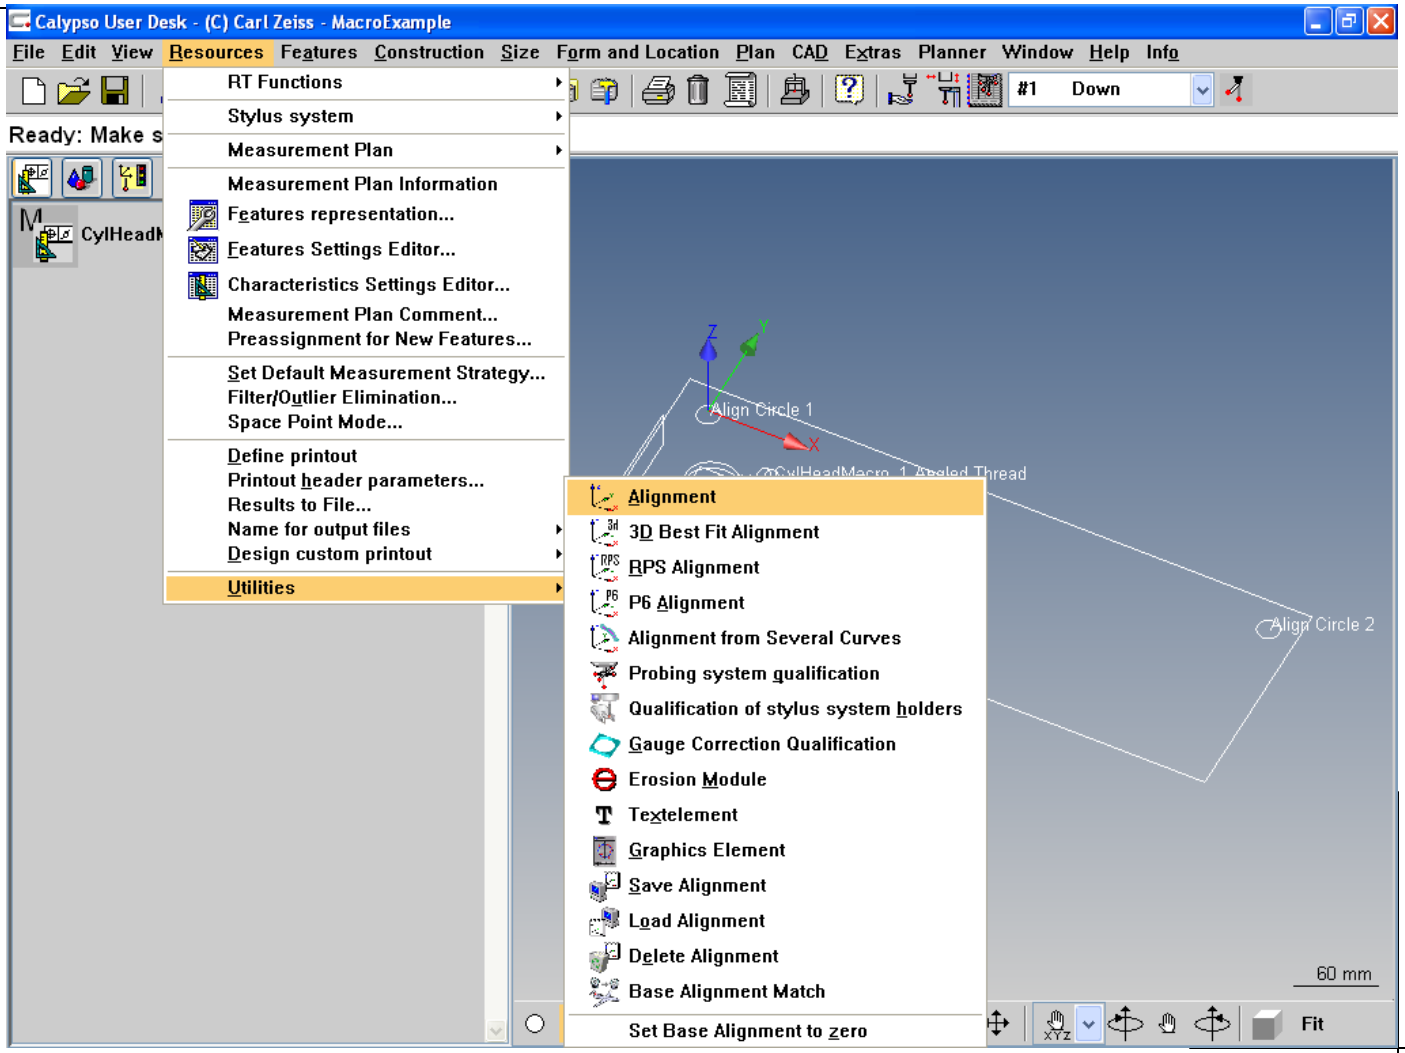 Calypso User Desk - (C) Carl Zeiss - MacroExample
File Edit View Resources Features Construction Size Form and Location Plan CAD Extras Planner Window Help Info
#1 Down
Ready: Make s
RT Functions
Stylus system
Measurement Plan
Measurement Plan Information
Features representation...
Features Settings Editor...
Characteristics Settings Editor...
Measurement Plan Comment...
Preassignment for New Features...
Set Default Measurement Strategy...
Filter/Outlier Elimination...
Space Point Mode...
Define printout
Printout header parameters...
Results to File...
Name for output files
Design custom printout
Utilities
M
CylHeadM
Z
Y
X
Align Circle 1
CylHeadMacro_1 Angled Thread
Align Circle 2
Alignment
3d
3D Best Fit Alignment
RPS
RPS Alignment
P6
P6 Alignment
Alignment from Several Curves
Probing system qualification
Qualification of stylus system holders
Gauge Correction Qualification
Erosion Module
T
Textelement
Graphics Element
Save Alignment
Load Alignment
Delete Alignment
Base Alignment Match
Set Base Alignment to zero
60 mm
XYZ
Fit